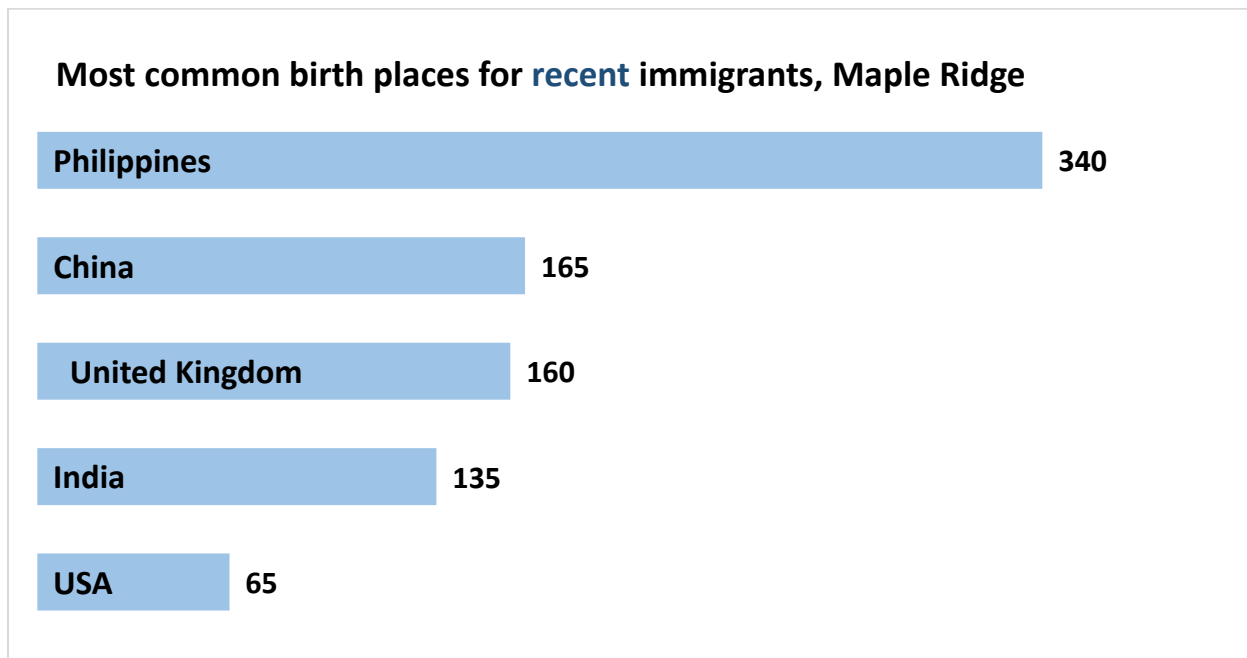 Most common birth places for recent immigrants, Maple Ridge
Philippines 340
China 165
United Kingdom 160
India 135
USA 65